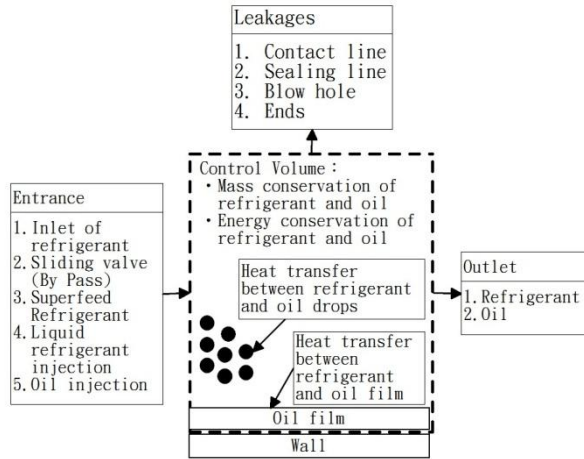 Leakages
1. Contact line
2. Sealing line
3. Blow hole
4. Ends
Control Volume：
・Mass conservation of
refrigerant and oil
・Energy conservation of
refrigerant and oil
Entrance
1.Inlet of
refrigerant
2.Sliding valve
(By Pass)
3.Superfeed
Refrigerant
4.Liquid
refrigerant
injection
5.Oil injection
Heat transfer
between refrigerant
and oil drops
Outlet
1.Refrigerant
2.Oil
Heat transfer
between
refrigerant
and oil film
Oil film
Wall